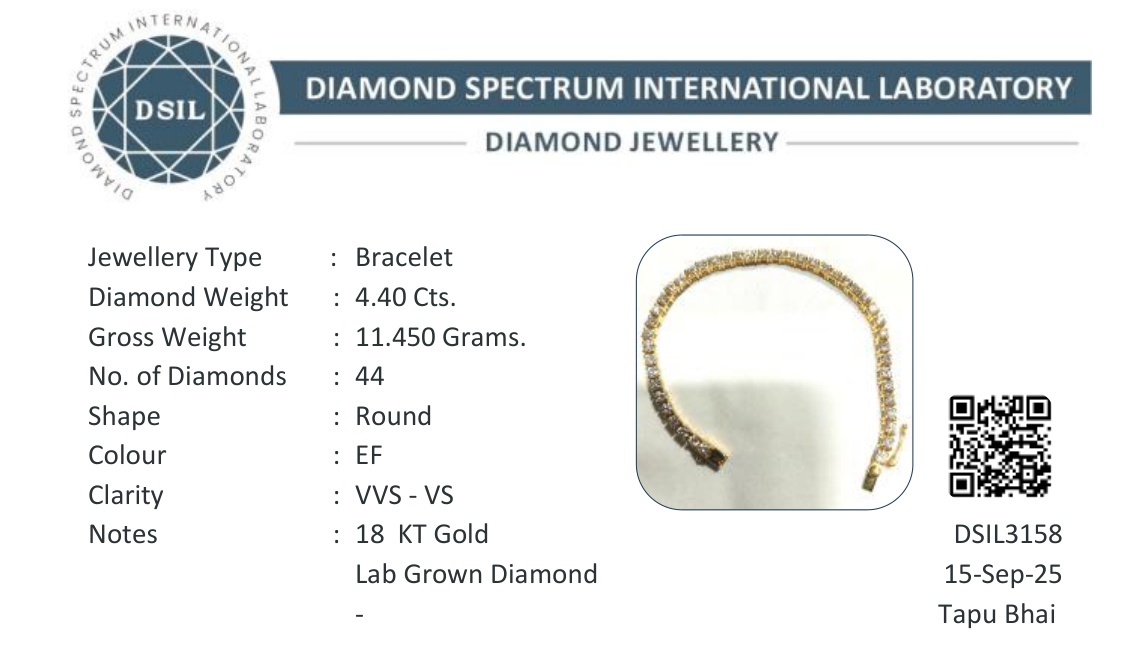 DIAMOND SPECTRUM INTERNATIONAL LABORATORY
DSIL
DIAMOND SPECTRUM INTERNATIONAL LABORATORY
DIAMOND JEWELLERY
Jewellery Type : Bracelet
Diamond Weight : 4.40 Cts.
Gross Weight : 11.450 Grams.
No. of Diamonds : 44
Shape : Round
Colour : EF
Clarity : VVS - VS
Notes : 18 KT Gold
Lab Grown Diamond
-
DSIL3158
15-Sep-25
Tapu Bhai